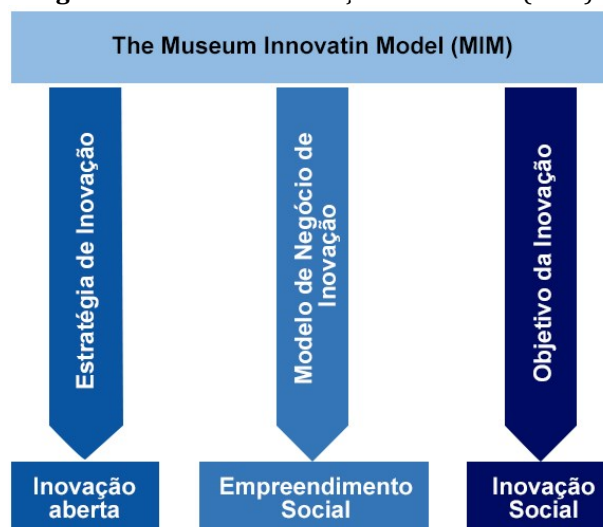 The Museum Innovatin Model (MIM)
Estratégia de Inovação
Modelo de Negócio de
Inovação
Objetivo da Inovação
Inovação
aberta
Empreendimento
Social
Inovação
Social